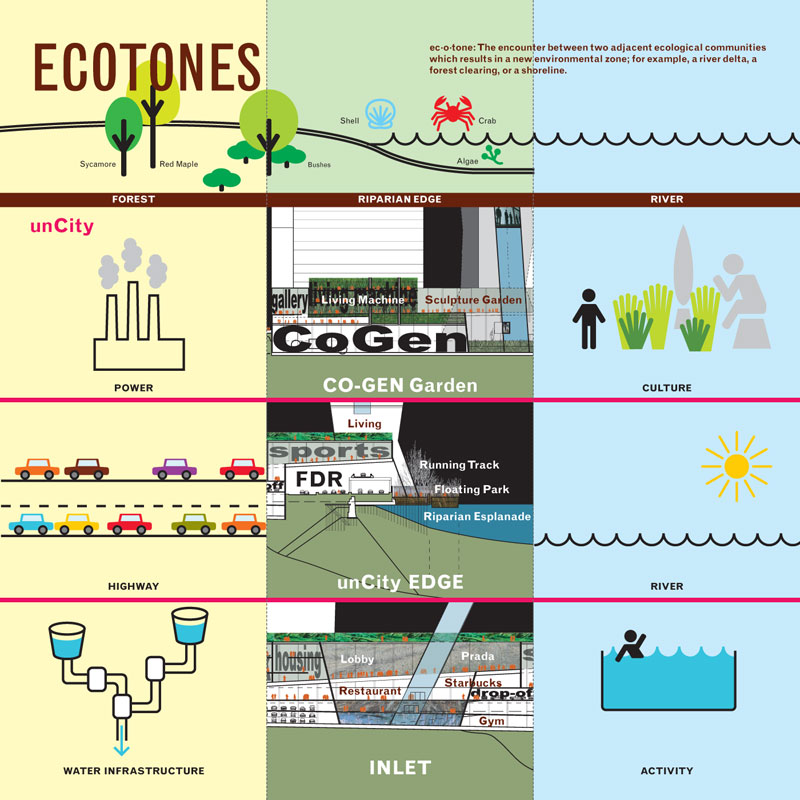 ECOTONES
ec·o·tone: The encounter between two adjacent ecological communities
which results in a new environmental zone; for example, a river delta, a
forest clearing, or a shoreline.
Shell
Crab
Sycamore
Red Maple
Bushes
Algae
FOREST
RIPARIAN EDGE
RIVER
unCity
gallery
living machine
Living Machine
Sculpture Garden
CoGen
POWER
CO-GEN Garden
CULTURE
Living
sports
Running Track
FDR
off
Floating Park
Riparian Esplanade
HIGHWAY
unCity EDGE
RIVER
housing
Lobby
Prada
Restaurant
Starbucks
drop-of
Gym
WATER INFRASTRUCTURE
INLET
ACTIVITY